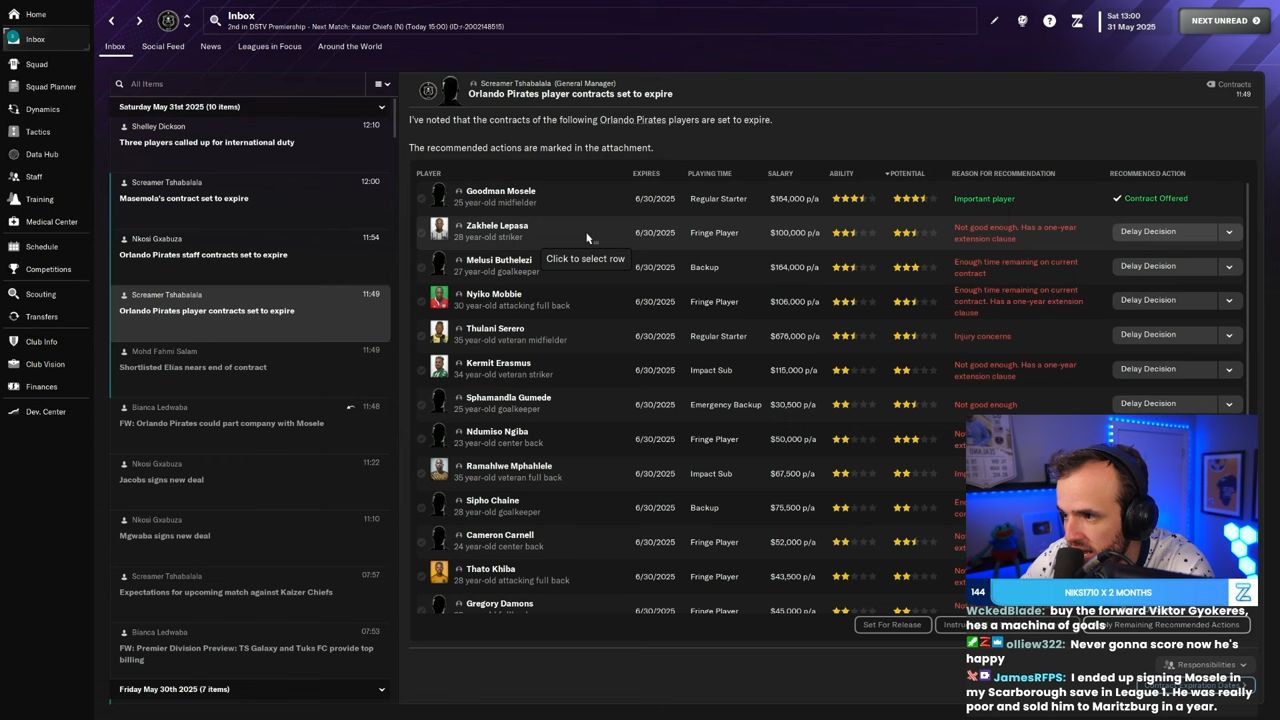 Home
Inbox
Squad
Squad Planner
Dynamics
Tactics
Data Hub
Staff
Training
Medical Center
Schedule
Competitions
Scouting
Transfers
Club Info
Club Vision
Finances
Dev. Center
Inbox
2nd in DSTV Premiership - Next Match: Kaizer Chiefs (N) (Today 15:00) (ID:r-2002148515)
Sat 13:00
31 May 2025
NEXT UNREAD
Inbox
Social Feed
News
Leagues in Focus
Around the World
All Items
Saturday May 31st 2025 (10 items)
Shelley Dickson 12:10
Three players called up for international duty
Screamer Tshabalala 12:00
Masemola's contract set to expire
Nkosi Gxabuza 11:54
Orlando Pirates staff contracts set to expire
Screamer Tshabalala 11:49
Orlando Pirates player contracts set to expire
Mohd Fahmi Salam 11:49
Shortlisted Elias nears end of contract
Bianca Ledwaba 11:48
FW: Orlando Pirates could part company with Mosele
Nkosi Gxabuza 11:22
Jacobs signs new deal
Nkosi Gxabuza 11:10
Mgwaba signs new deal
Screamer Tshabalala 07:57
Expectations for upcoming match against Kaizer Chiefs
Bianca Ledwaba 07:53
FW: Premier Division Preview: TS Galaxy and Tuks FC provide top
billing
Friday May 30th 2025 (7 items)
Screamer Tshabalala (General Manager)
Orlando Pirates player contracts set to expire
Contracts
11:49
I've noted that the contracts of the following Orlando Pirates players are set to expire.
The recommended actions are marked in the attachment.
PLAYER EXPIRES PLAYING TIME SALARY ABILITY POTENTIAL REASON FOR RECOMMENDATION RECOMMENDED ACTION
Goodman Mosele
25 year-old midfielder
6/30/2025 Regular Starter $164,000 p/a Important player Contract Offered
Zakhele Lepasa
28 year-old striker
6/30/2025 Fringe Player $100,000 p/a Not good enough. Has a one-year
extension clause
Delay Decision
Click to select row
Melusi Buthelezi
27 year-old goalkeeper
6/30/2025 Backup $164,000 p/a Enough time remaining on current
contract
Delay Decision
Nyiko Mobbie
30 year-old attacking full back
6/30/2025 Fringe Player $106,000 p/a Enough time remaining on current
contract. Has a one-year extension
clause
Delay Decision
Thulani Serero
35 year-old veteran midfielder
6/30/2025 Regular Starter $676,000 p/a Injury concerns Delay Decision
Kermit Erasmus
34 year-old veteran striker
6/30/2025 Impact Sub $115,000 p/a Not good enough. Has a one-year
extension clause
Delay Decision
Sphamandla Gumede
25 year-old goalkeeper
6/30/2025 Emergency Backup $30,500 p/a Not good enough Delay Decision
Ndumiso Ngiba
23 year-old center back
6/30/2025 Fringe Player $50,000 p/a
Ramahlwe Mphahlele
35 year-old veteran full back
6/30/2025 Impact Sub $67,500 p/a
Sipho Chaine
28 year-old goalkeeper
6/30/2025 Backup $75,500 p/a
Cameron Carnell
24 year-old center back
6/30/2025 Fringe Player $52,000 p/a
Thato Khiba
28 year-old attacking full back
6/30/2025 Fringe Player $43,500 p/a
Gregory Damons
6/30/2025 Fringe Player $45,000 p/a
Set For Release
Remaining Recommended Actions
Responsibilities
144 NIKS1710 X 2 MONTHS
WckedBlade: buy the forward Viktor Gyokeres,
hes a machina of goals
olliew322: Never gonna score now he's
happy
JamesRFPS: I ended up signing Mosele in
my Scarborough save in League 1. He was really
poor and sold him to Maritzburg in a year.